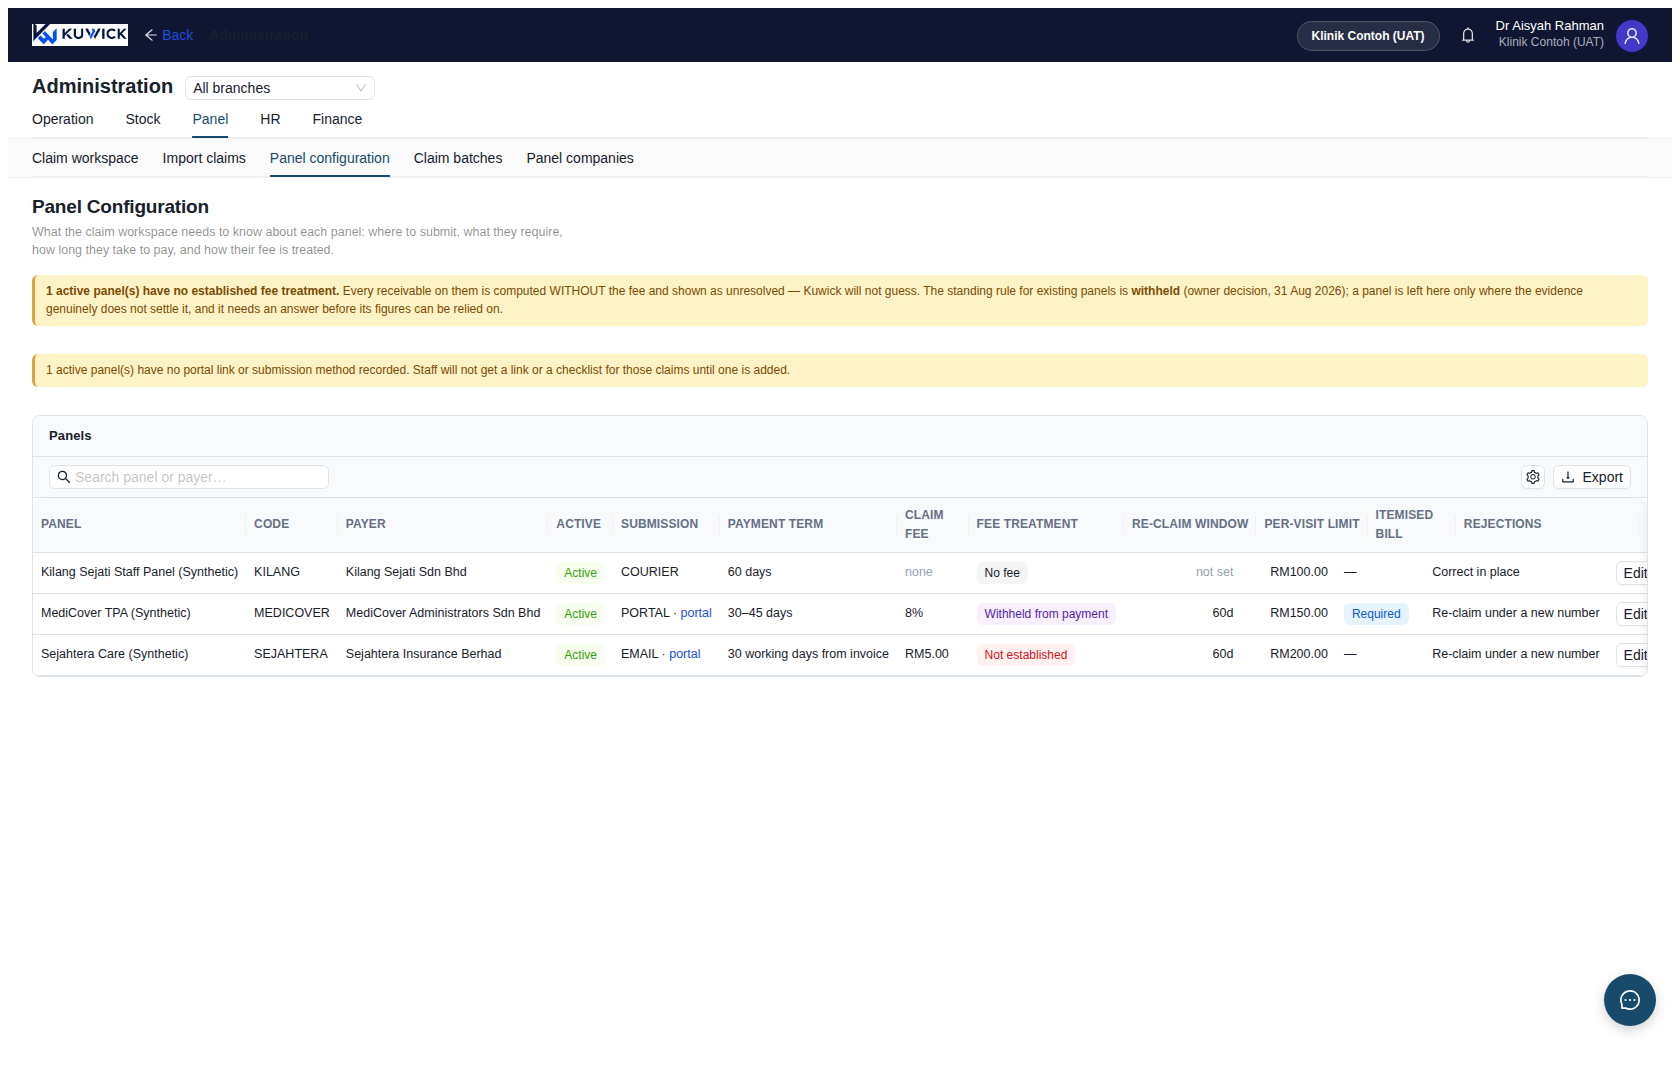 KUWICK
Back Administration
Klinik Contoh (UAT)
Dr Aisyah Rahman
Klinik Contoh (UAT)
Administration
All branches
Operation Stock Panel HR Finance
Claim workspace Import claims Panel configuration Claim batches Panel companies
Panel Configuration
What the claim workspace needs to know about each panel: where to submit, what they require,
how long they take to pay, and how their fee is treated.
1 active panel(s) have no established fee treatment. Every receivable on them is computed WITHOUT the fee and shown as unresolved — Kuwick will not guess. The standing rule for existing panels is withheld (owner decision, 31 Aug 2026); a panel is left here only where the evidence
genuinely does not settle it, and it needs an answer before its figures can be relied on.
1 active panel(s) have no portal link or submission method recorded. Staff will not get a link or a checklist for those claims until one is added.
Panels
Search panel or payer…
Export
PANEL CODE PAYER ACTIVE SUBMISSION PAYMENT TERM CLAIM FEE FEE TREATMENT RE-CLAIM WINDOW PER-VISIT LIMIT ITEMISED BILL REJECTIONS
Kilang Sejati Staff Panel (Synthetic) KILANG Kilang Sejati Sdn Bhd Active COURIER 60 days none No fee not set RM100.00 — Correct in place Edit
MediCover TPA (Synthetic) MEDICOVER MediCover Administrators Sdn Bhd Active PORTAL · portal 30–45 days 8% Withheld from payment 60d RM150.00 Required Re-claim under a new number Edit
Sejahtera Care (Synthetic) SEJAHTERA Sejahtera Insurance Berhad Active EMAIL · portal 30 working days from invoice RM5.00 Not established 60d RM200.00 — Re-claim under a new number Edit